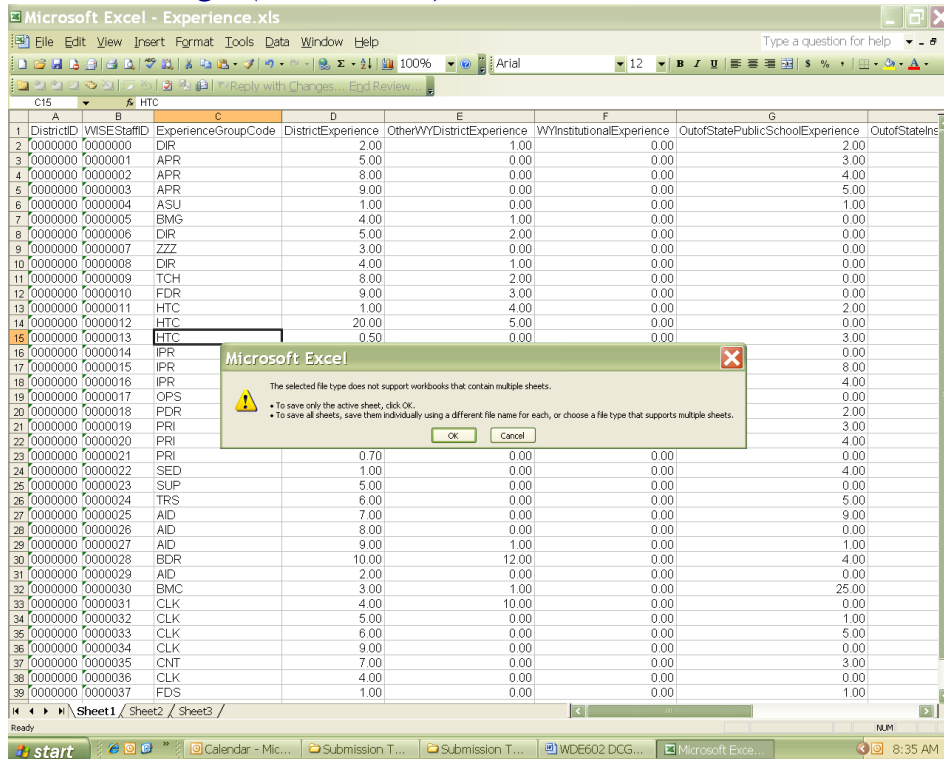 Microsoft Excel - Experience.xls
File Edit View Insert Format Tools Data Window Help Type a question for help
100% Arial 12 B I U $ % ,
Reply with Changes... End Review...
C15 fx HTC
A B C D E F G
1 DistrictID WISEStaffID ExperienceGroupCode DistrictExperience OtherWYDistrictExperience WYInstitutionalExperience OutofStatePublicSchoolExperience OutofStateIns
2 0000000 0000000 DIR 2.00 1.00 0.00 2.00
3 0000000 0000001 APR 5.00 0.00 0.00 3.00
4 0000000 0000002 APR 8.00 0.00 0.00 4.00
5 0000000 0000003 APR 9.00 0.00 0.00 5.00
6 0000000 0000004 ASU 1.00 0.00 0.00 1.00
7 0000000 0000005 BMG 4.00 1.00 0.00 0.00
8 0000000 0000006 DIR 5.00 2.00 0.00 0.00
9 0000000 0000007 ZZZ 3.00 0.00 0.00 0.00
10 0000000 0000008 DIR 4.00 1.00 0.00 0.00
11 0000000 0000009 TCH 8.00 2.00 0.00 0.00
12 0000000 0000010 FDR 9.00 3.00 0.00 0.00
13 0000000 0000011 HTC 1.00 4.00 0.00 2.00
14 0000000 0000012 HTC 20.00 5.00 0.00 0.00
15 0000000 0000013 HTC 0.50 0.00 0.00 3.00
16 0000000 0000014 IPR 0.00
17 0000000 0000015 IPR 8.00
18 0000000 0000016 IPR 4.00
19 0000000 0000017 OPS 0.00
20 0000000 0000018 PDR 2.00
21 0000000 0000019 PRI 3.00
22 0000000 0000020 PRI 4.00
Microsoft Excel
The selected file type does not support workbooks that contain multiple sheets.
• To save only the active sheet, click OK.
• To save all sheets, save them individually using a different file name for each, or choose a file type that supports multiple sheets.
OK Cancel
23 0000000 0000021 PRI 0.70 0.00 0.00 0.00
24 0000000 0000022 SED 1.00 0.00 0.00 4.00
25 0000000 0000023 SUP 5.00 0.00 0.00 0.00
26 0000000 0000024 TRS 6.00 0.00 0.00 5.00
27 0000000 0000025 AID 7.00 0.00 0.00 9.00
28 0000000 0000026 AID 8.00 0.00 0.00 0.00
29 0000000 0000027 AID 9.00 1.00 0.00 1.00
30 0000000 0000028 BDR 10.00 12.00 0.00 4.00
31 0000000 0000029 AID 2.00 0.00 0.00 0.00
32 0000000 0000030 BMC 3.00 1.00 0.00 25.00
33 0000000 0000031 CLK 4.00 10.00 0.00 0.00
34 0000000 0000032 CLK 5.00 0.00 0.00 1.00
35 0000000 0000033 CLK 6.00 0.00 0.00 5.00
36 0000000 0000034 CLK 9.00 0.00 0.00 0.00
37 0000000 0000035 CNT 7.00 0.00 0.00 3.00
38 0000000 0000036 CLK 4.00 0.00 0.00 0.00
39 0000000 0000037 FDS 1.00 0.00 0.00 1.00
Sheet1 / Sheet2 / Sheet3 /
Ready NUM
start Calendar - Mic... Submission T... Submission T... WDE602 DCG... Microsoft Exce... 8:35 AM